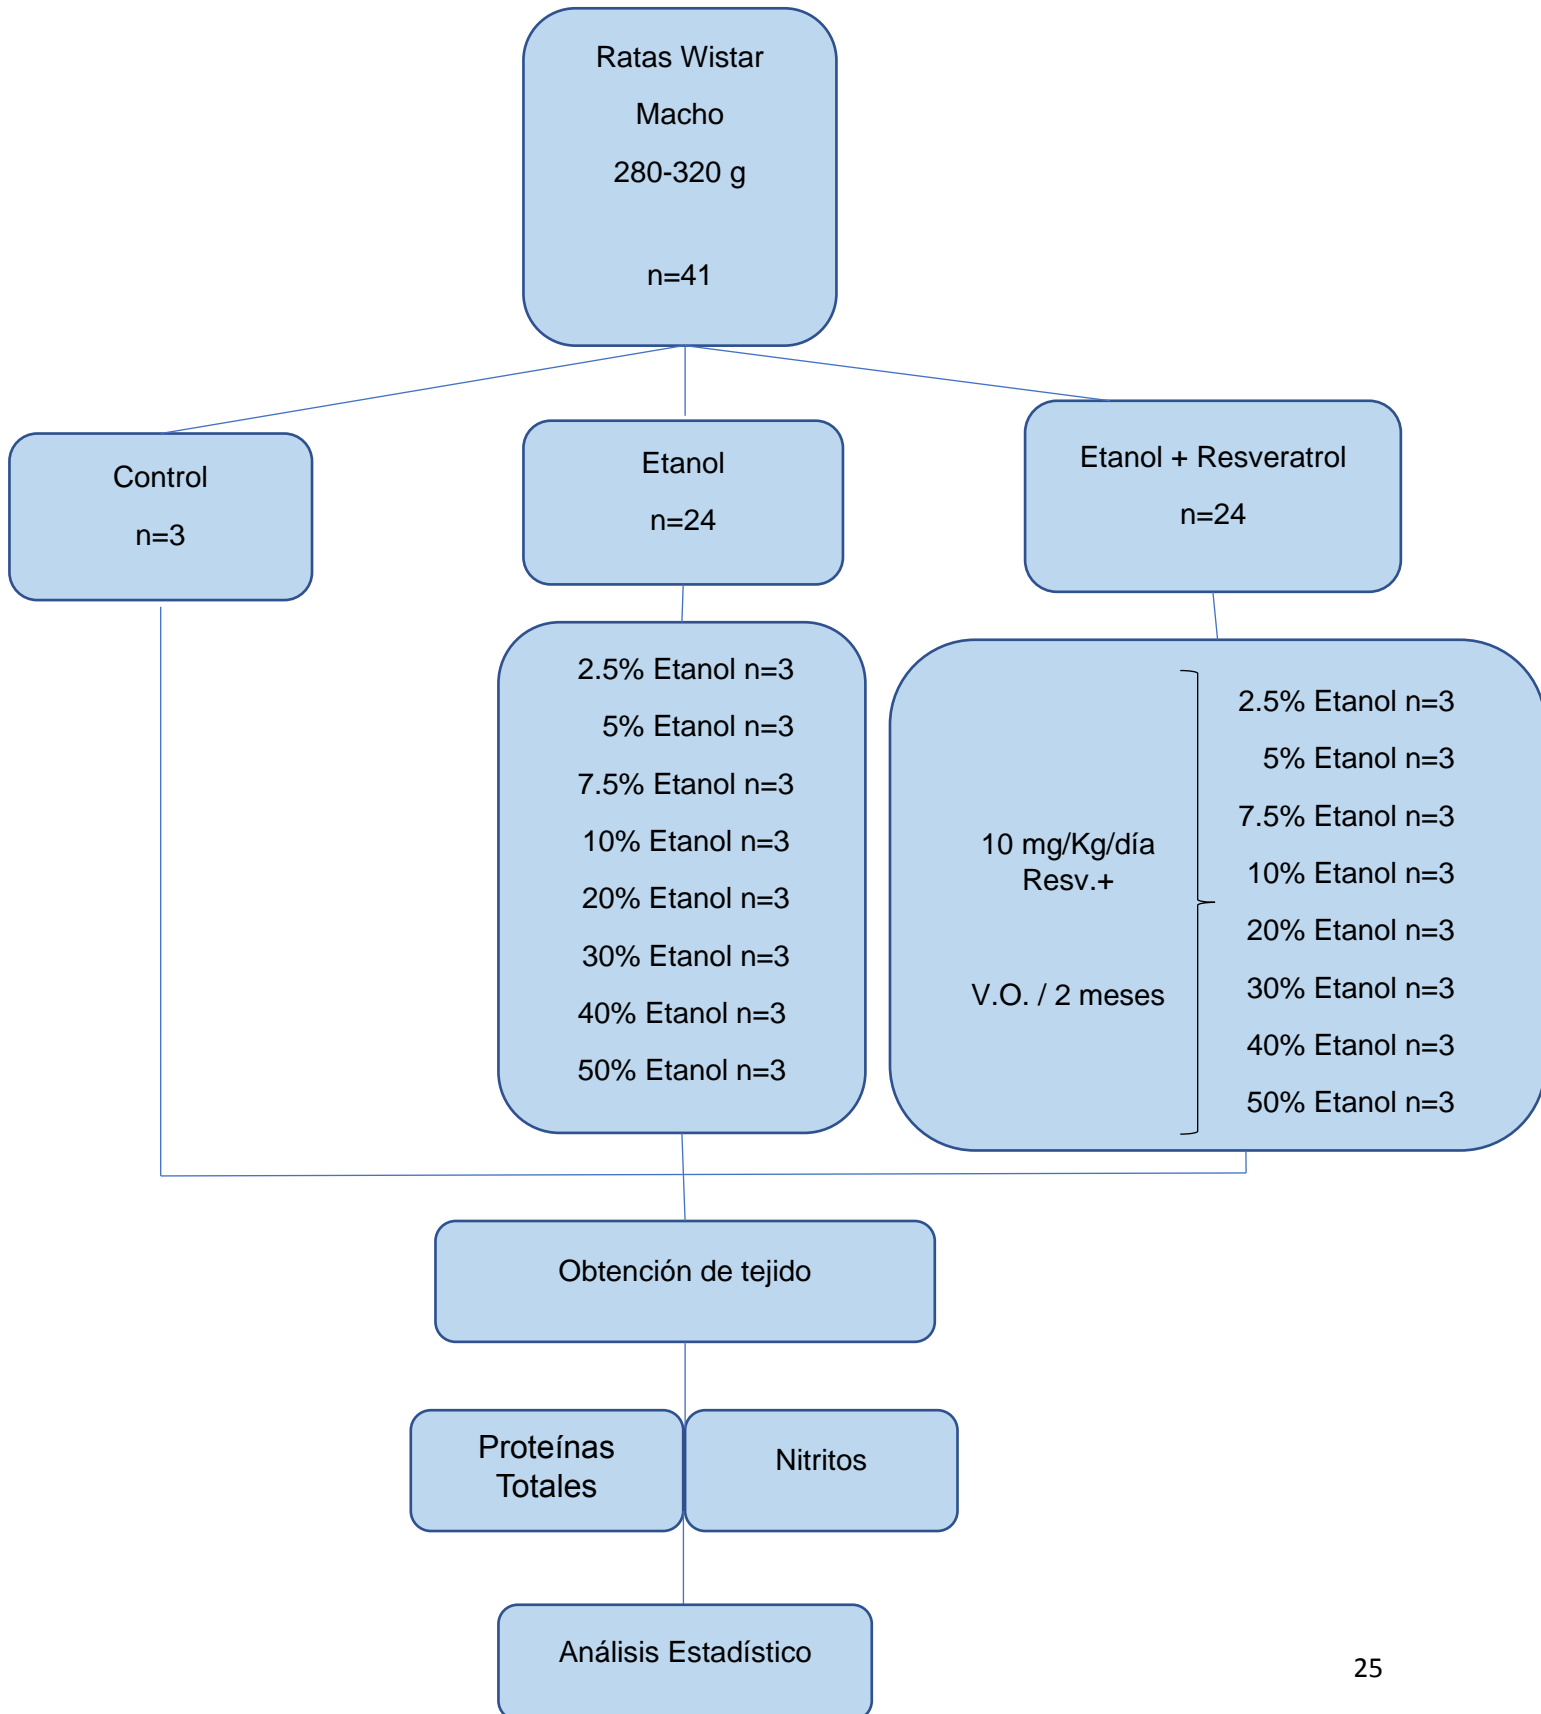 Ratas Wistar
Macho
280-320 g
n=41
Control
n=3
Etanol
n=24
Etanol + Resveratrol
n=24
2.5% Etanol n=3
5% Etanol n=3
7.5% Etanol n=3
10% Etanol n=3
20% Etanol n=3
30% Etanol n=3
40% Etanol n=3
50% Etanol n=3
10 mg/Kg/día
Resv.+
V.O. / 2 meses
2.5% Etanol n=3
5% Etanol n=3
7.5% Etanol n=3
10% Etanol n=3
20% Etanol n=3
30% Etanol n=3
40% Etanol n=3
50% Etanol n=3
Obtención de tejido
Proteínas
Totales
Nitritos
Análisis Estadístico
25